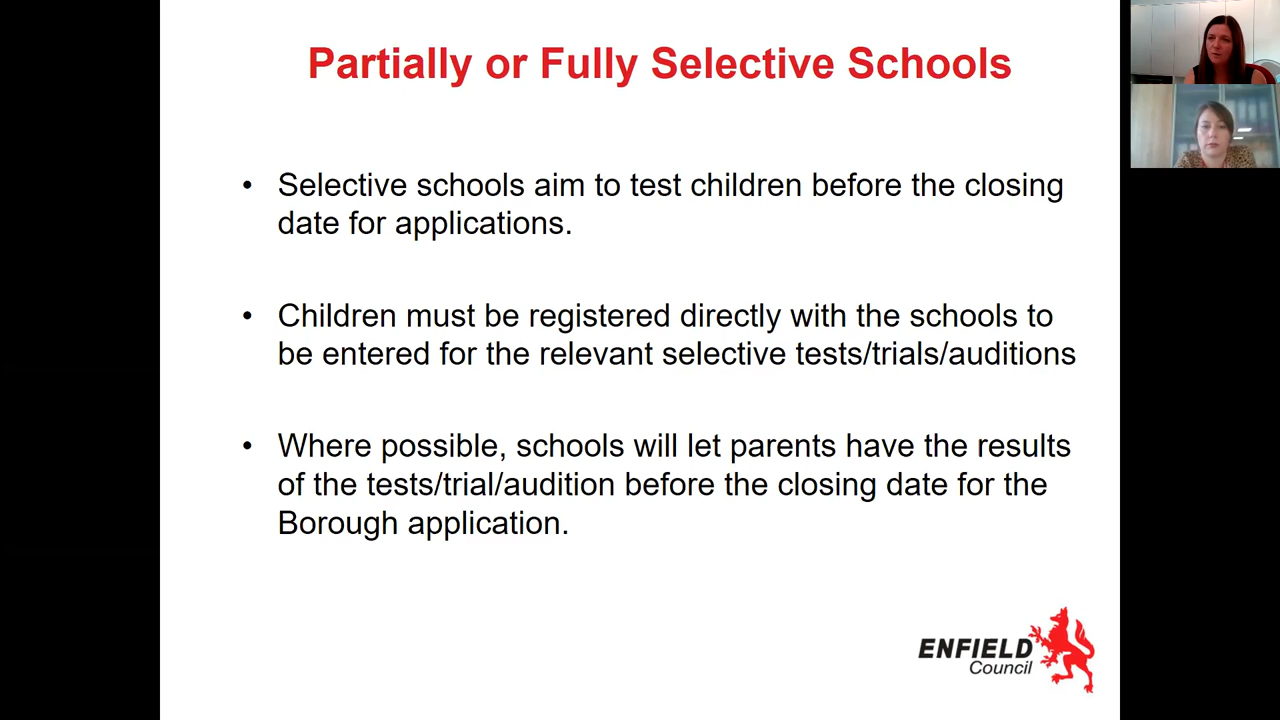 Partially or Fully Selective Schools
• Selective schools aim to test children before the closing
date for applications.
• Children must be registered directly with the schools to
be entered for the relevant selective tests/trials/auditions
• Where possible, schools will let parents have the results
of the tests/trial/audition before the closing date for the
Borough application.
ENFIELD
Council